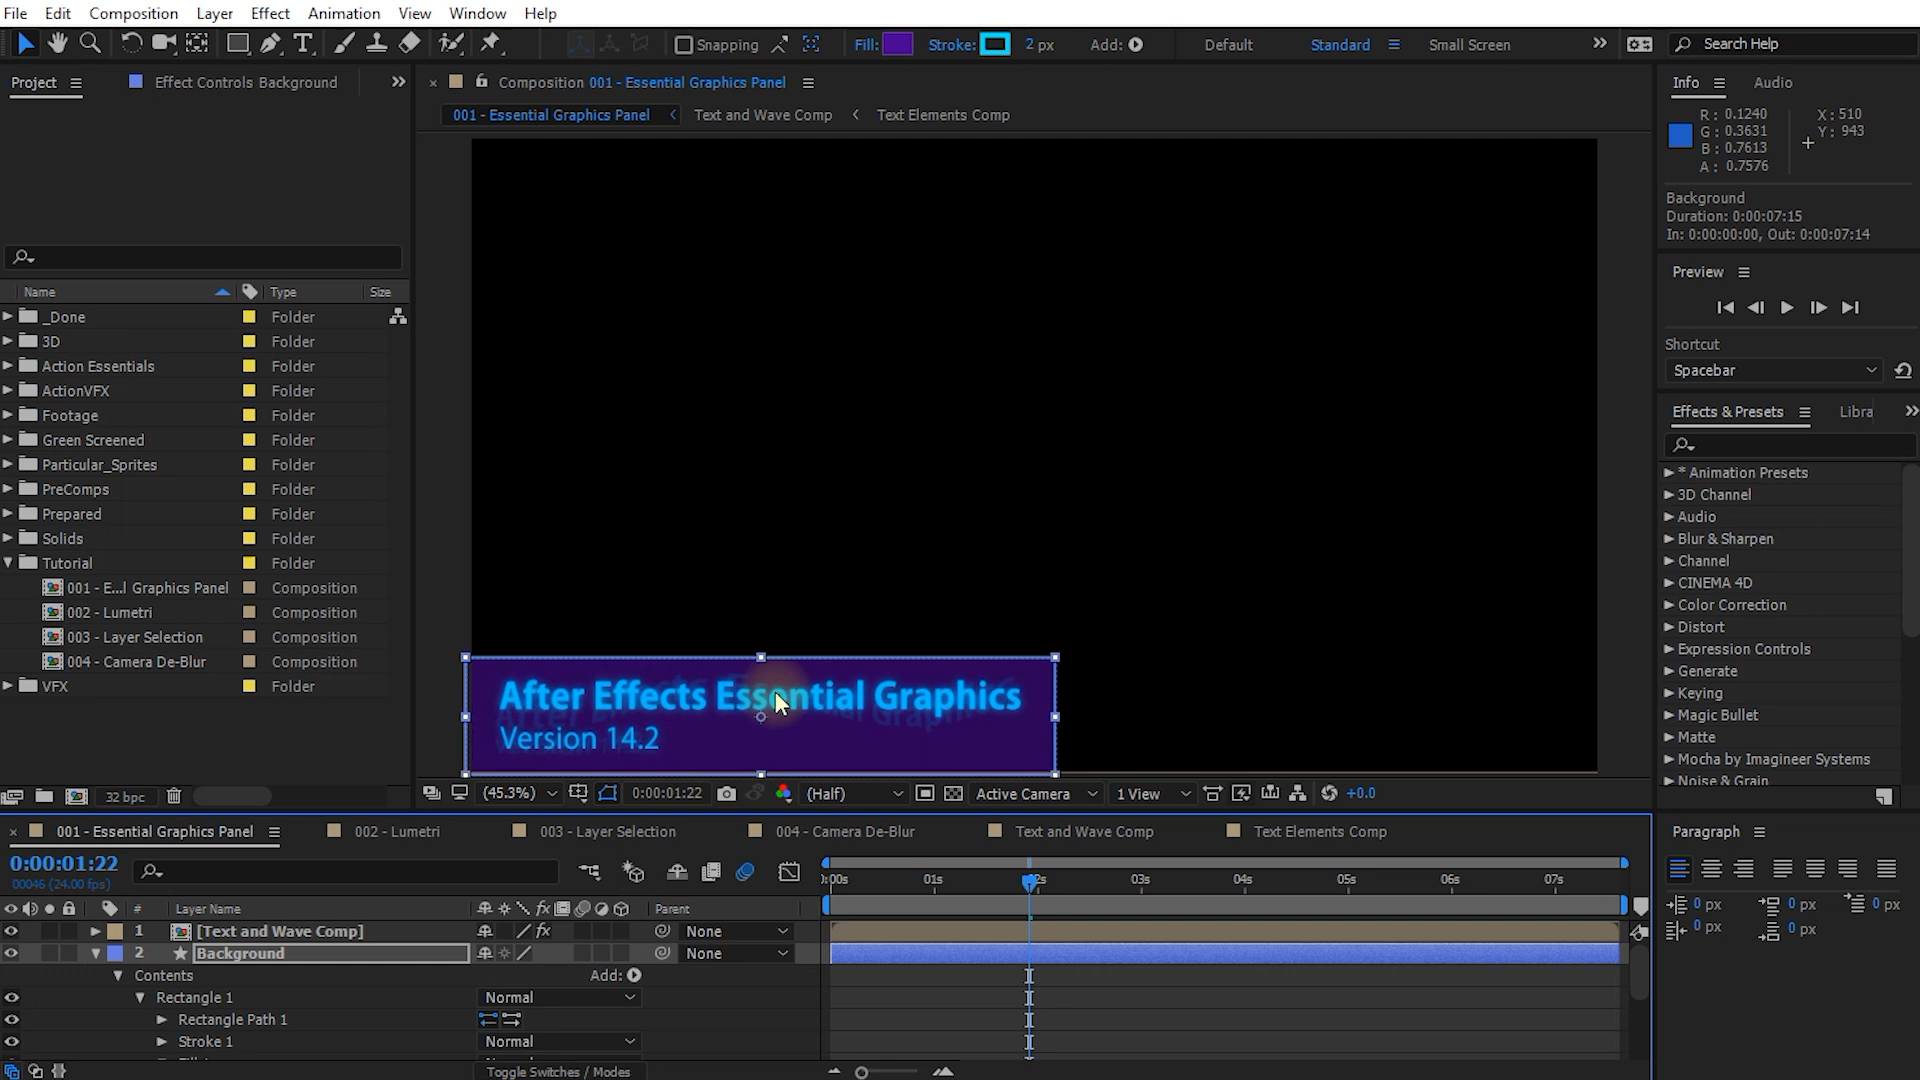 File Edit Composition Layer Effect Animation View Window Help
Snapping Fill: Stroke: 2 px Add: Default Standard Small Screen Search Help
Project Effect Controls Background
Composition 001 - Essential Graphics Panel
001 - Essential Graphics Panel Text and Wave Comp Text Elements Comp
Info Audio
R: 0.1240
G: 0.3631
B: 0.7613
A: 0.7576
X: 510
Y: 943
Background
Duration: 0:00:07:15
In: 0:00:00:00, Out: 0:00:07:14
Preview
Shortcut
Spacebar
Effects & Presets Libra
* Animation Presets
3D Channel
Audio
Blur & Sharpen
Channel
CINEMA 4D
Color Correction
Distort
Expression Controls
Generate
Keying
Magic Bullet
Matte
Mocha by Imagineer Systems
Noise & Grain
Name Type Size
_Done Folder
3D Folder
Action Essentials Folder
ActionVFX Folder
Footage Folder
Green Screened Folder
Particular_Sprites Folder
PreComps Folder
Prepared Folder
Solids Folder
Tutorial Folder
001 - E...l Graphics Panel Composition
002 - Lumetri Composition
003 - Layer Selection Composition
004 - Camera De-Blur Composition
VFX Folder
32 bpc
After Effects Essential Graphics
Version 14.2
(45.3%) 0:00:01:22 (Half) Active Camera 1 View +0.0
001 - Essential Graphics Panel 002 - Lumetri 003 - Layer Selection 004 - Camera De-Blur Text and Wave Comp Text Elements Comp
0:00:01:22
00046 (24.00 fps)
:00s 01s 02s 03s 04s 05s 06s 07s
# Layer Name fx Parent
1 [Text and Wave Comp] fx None
2 Background None
Contents Add:
Rectangle 1 Normal
Rectangle Path 1
Stroke 1 Normal
Toggle Switches / Modes
Paragraph
0 px 0 px 0 px
0 px 0 px